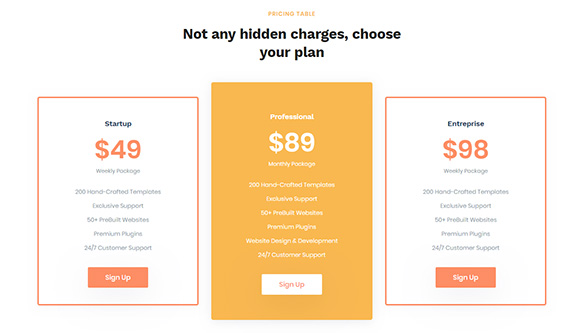 PRICING TABLE
Not any hidden charges, choose
your plan
Startup
$49
Weekly Package
200 Hand-Crafted Templates
Exclusive Support
50+ PreBuilt Websites
Premium Plugins
24/7 Customer Support
Sign Up
Professional
$89
Monthly Package
200 Hand-Crafted Templates
Exclusive Support
50+ PreBuilt Websites
Premium Plugins
Website Design & Development
24/7 Customer Support
Sign Up
Entreprise
$98
Weekly Package
200 Hand-Crafted Templates
Exclusive Support
50+ PreBuilt Websites
Premium Plugins
24/7 Customer Support
Sign Up